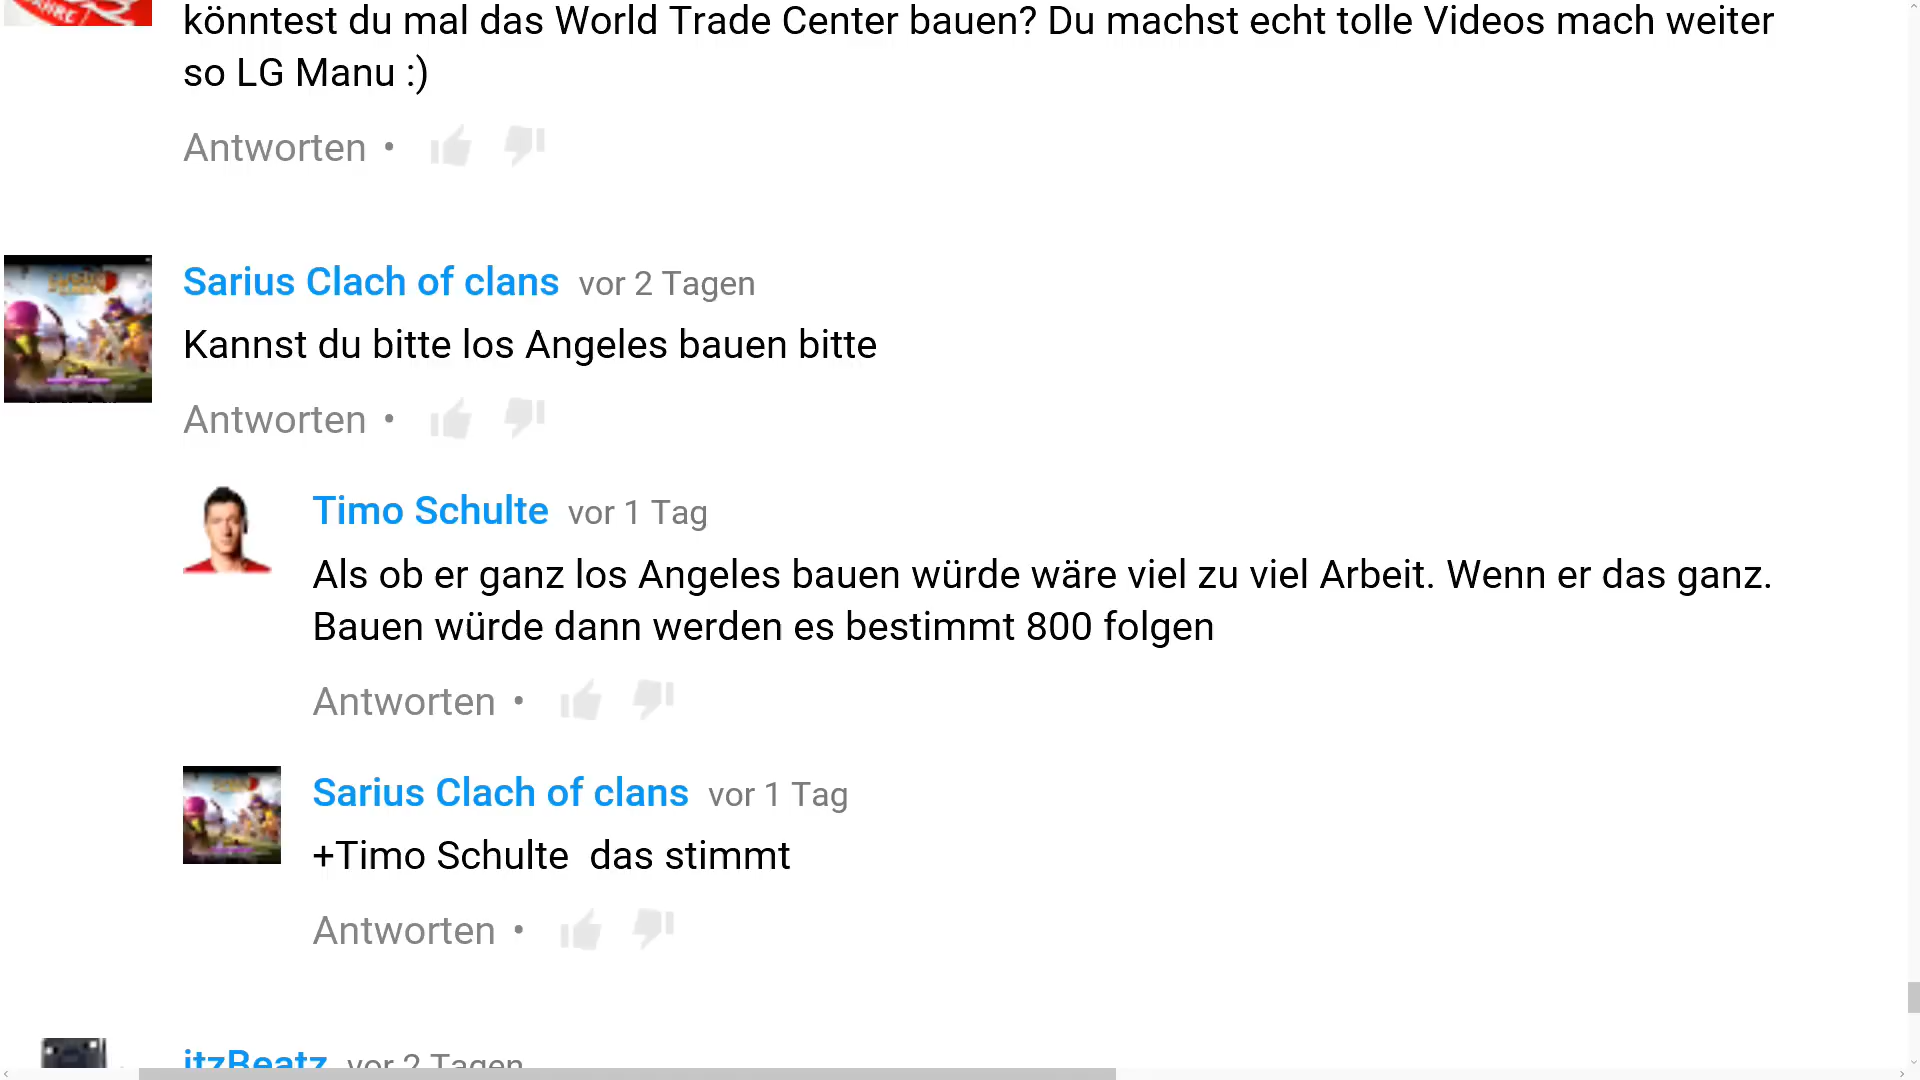 könntest du mal das World Trade Center bauen? Du machst echt tolle Videos mach weiter
so LG Manu :)
Antworten •
Sarius Clach of clans vor 2 Tagen
Kannst du bitte los Angeles bauen bitte
Antworten •
Timo Schulte vor 1 Tag
Als ob er ganz los Angeles bauen würde wäre viel zu viel Arbeit. Wenn er das ganz.
Bauen würde dann werden es bestimmt 800 folgen
Antworten •
Sarius Clach of clans vor 1 Tag
+Timo Schulte das stimmt
Antworten •
itzBeatz vor 2 Tagen